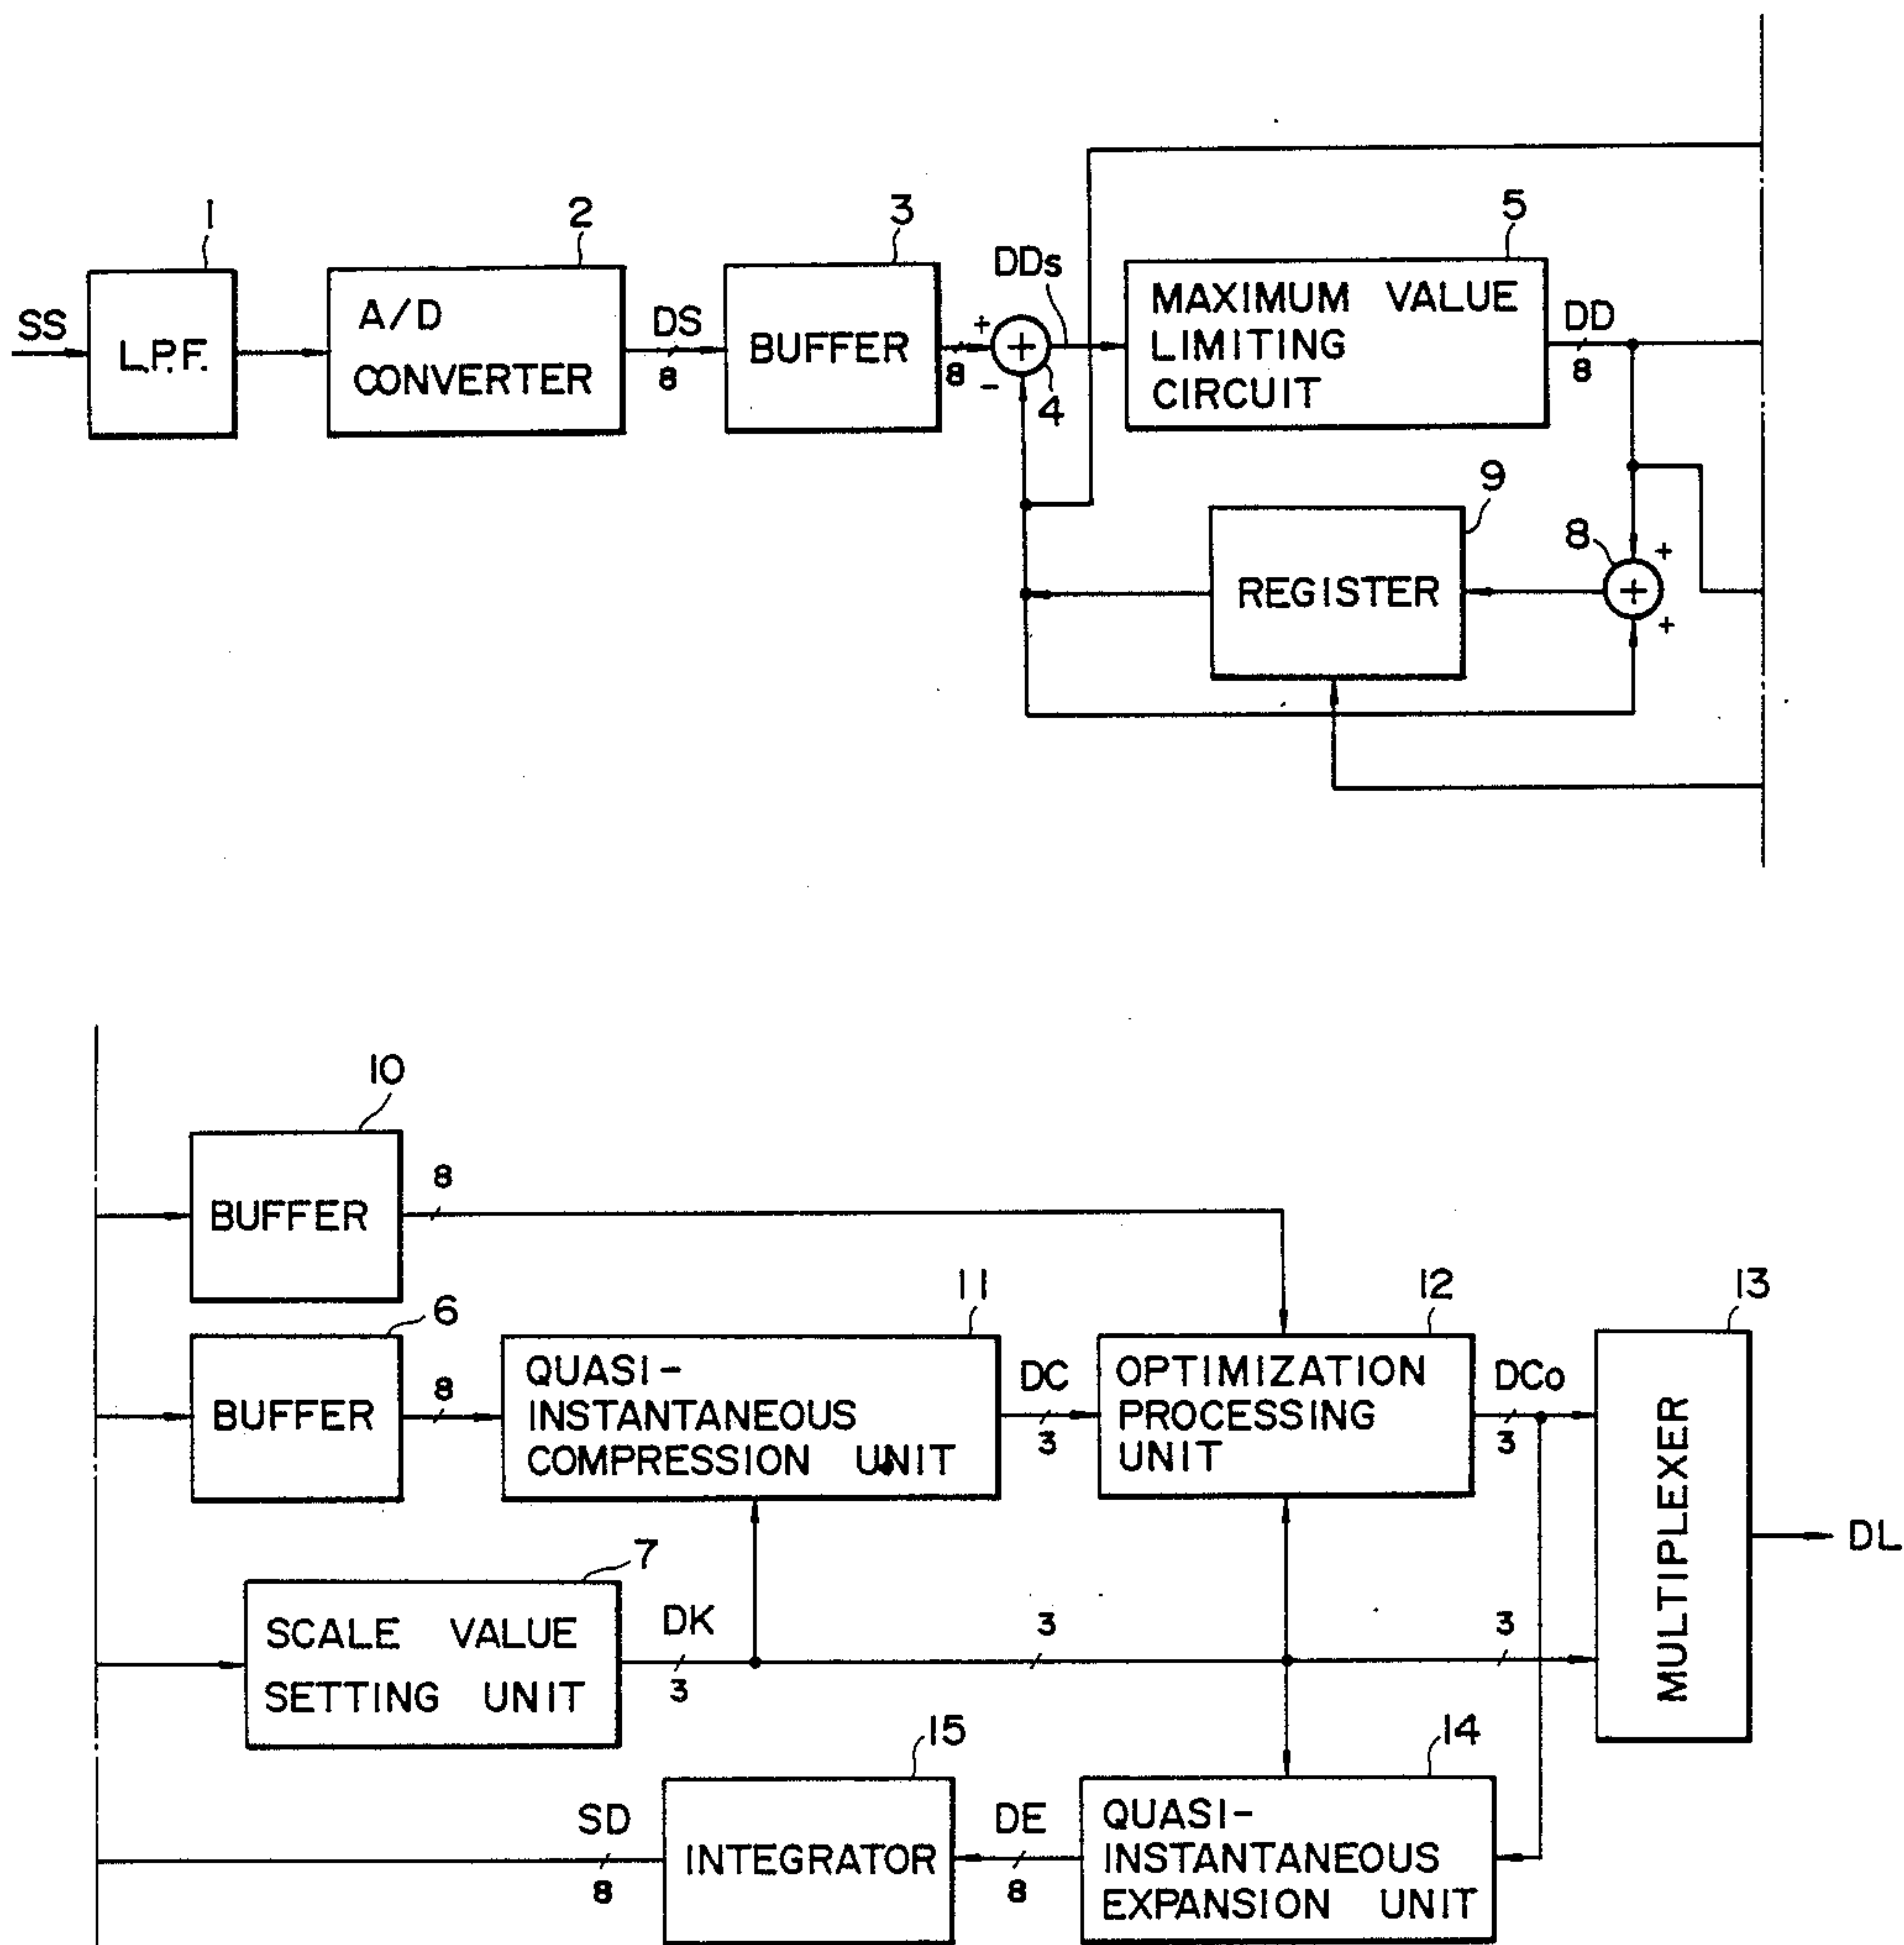 1
2
3
5
SS
L.P.F.
A/D
CONVERTER
DS
8
BUFFER
8
+
-
+
4
DDs
MAXIMUM VALUE
LIMITING
CIRCUIT
DD
8
9
REGISTER
8
+
+
+
10
BUFFER
8
6
BUFFER
8
11
QUASI-
INSTANTANEOUS
COMPRESSION UNIT
DC
3
12
OPTIMIZATION
PROCESSING
UNIT
DCo
3
13
MULTIPLEXER
DL
7
SCALE VALUE
SETTING UNIT
DK
3
3
3
15
INTEGRATOR
SD
8
DE
8
14
QUASI-
INSTANTANEOUS
EXPANSION UNIT